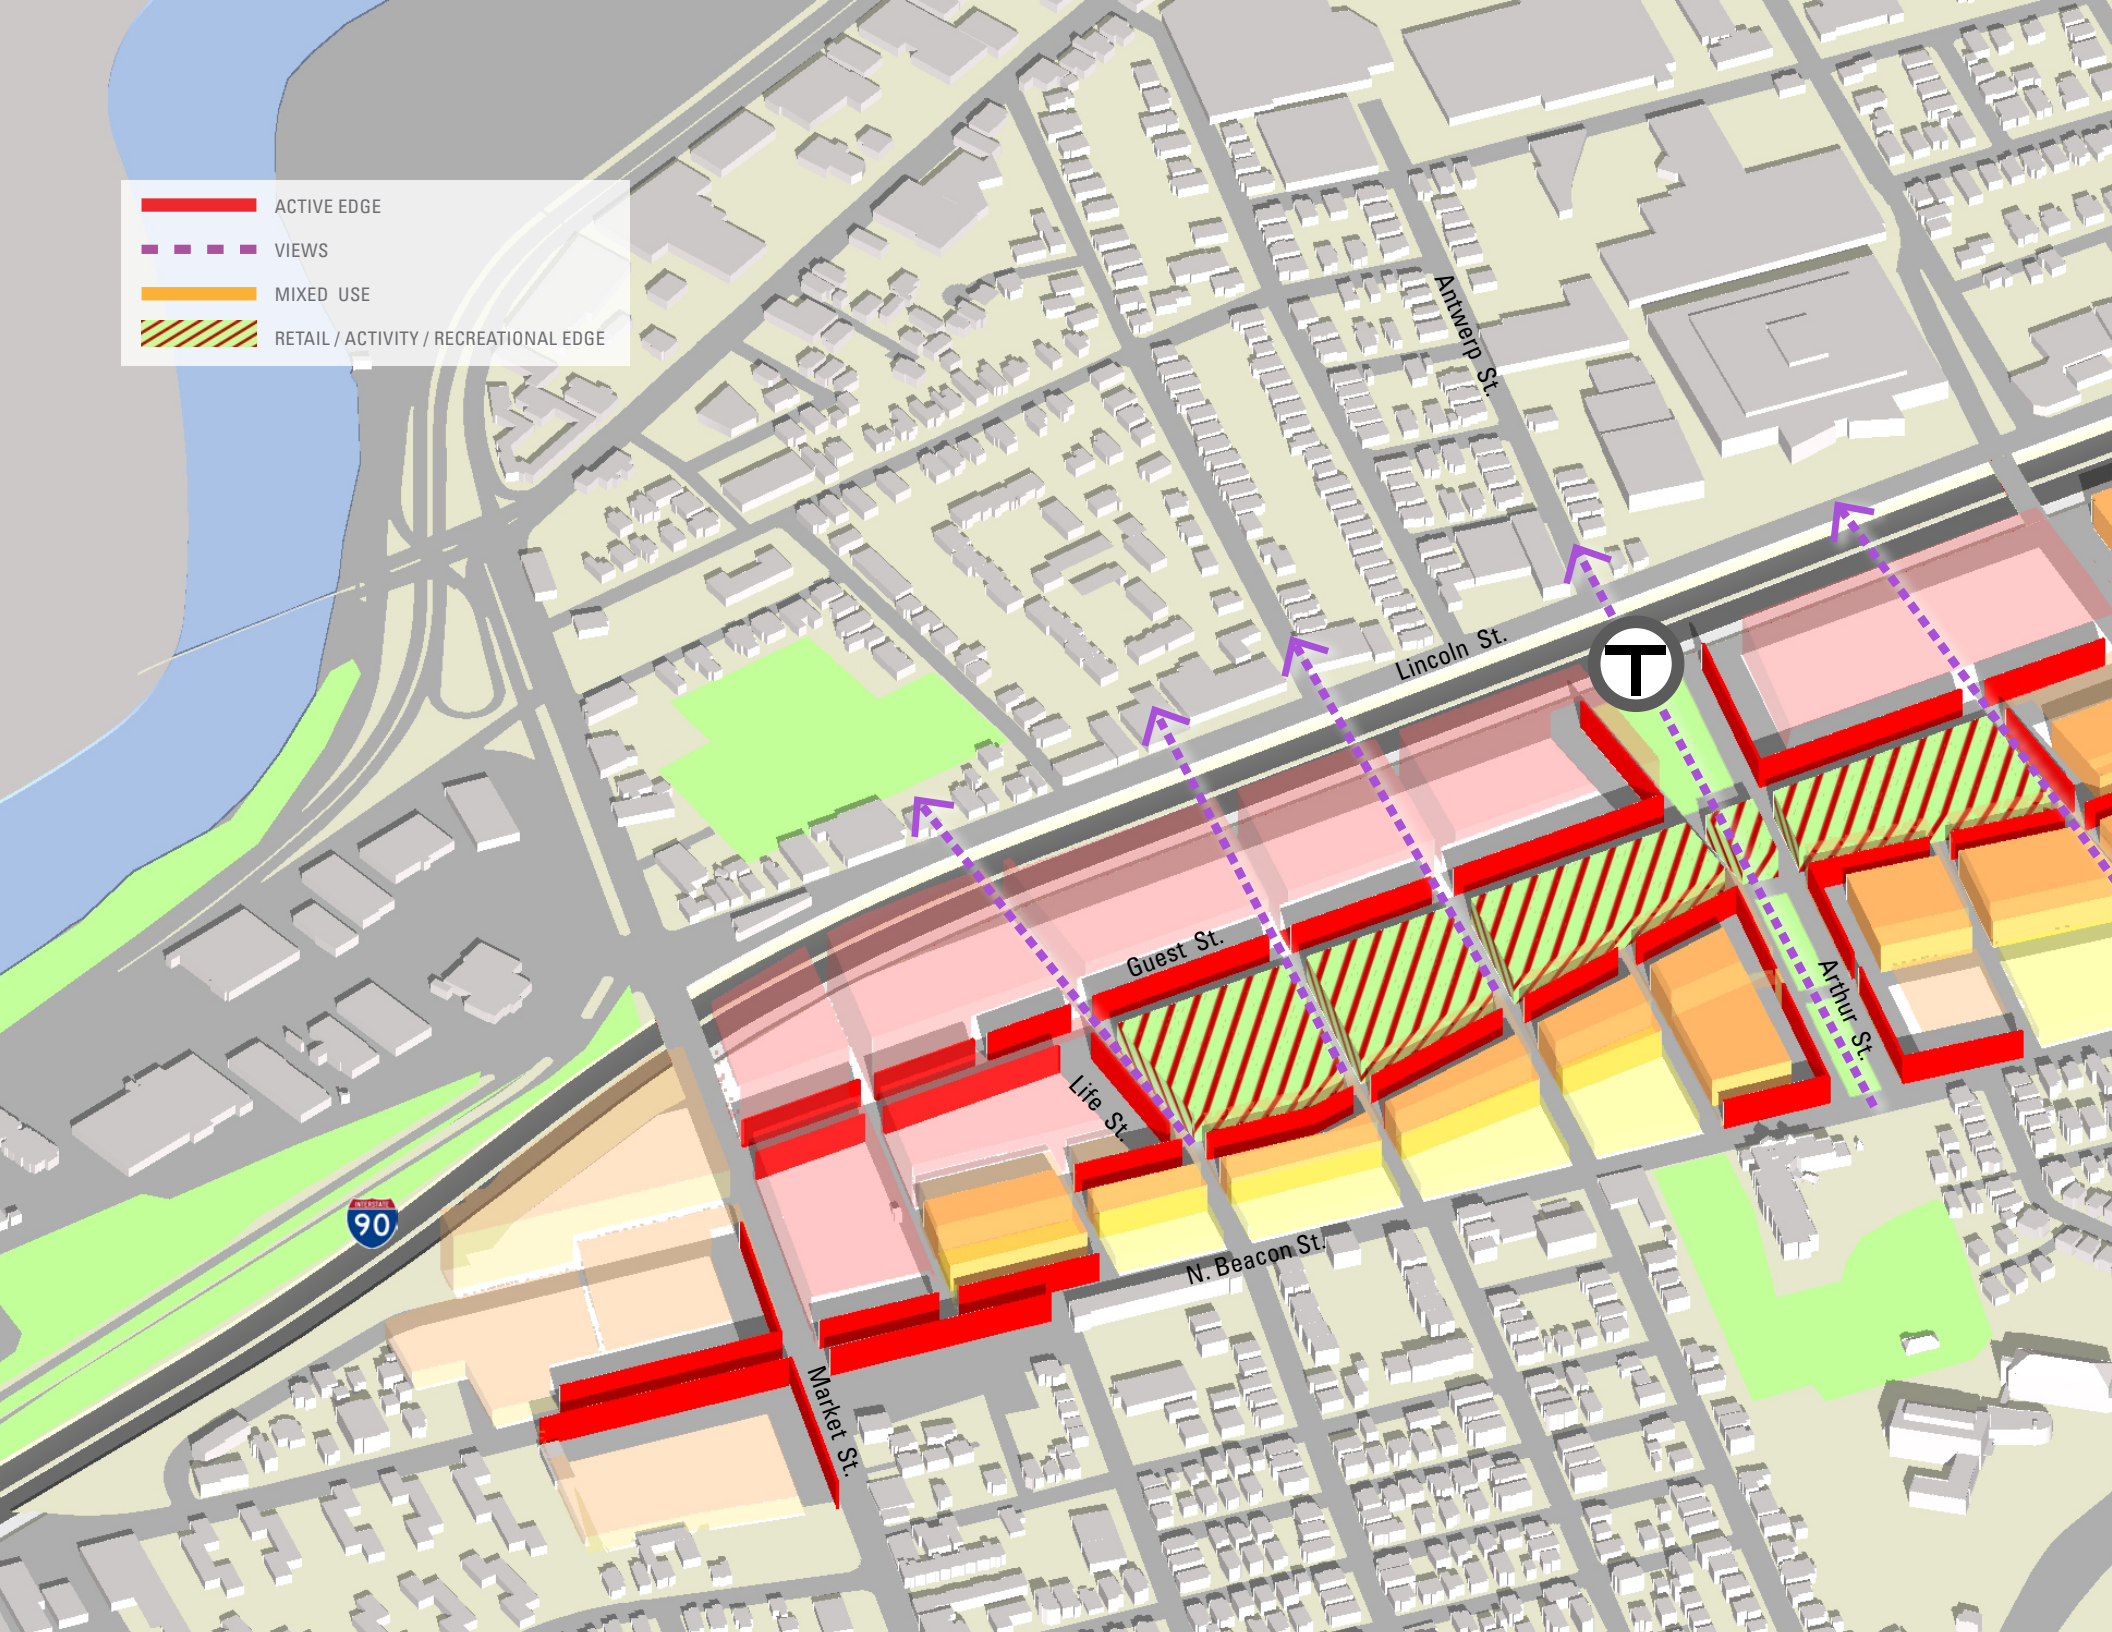 ACTIVE EDGE
VIEWS
MIXED USE
RETAIL / ACTIVITY / RECREATIONAL EDGE
Antwerp St.
Lincoln St.
T
Guest St.
Life St.
Arthur St.
INTERSTATE
90
N. Beacon St.
Market St.